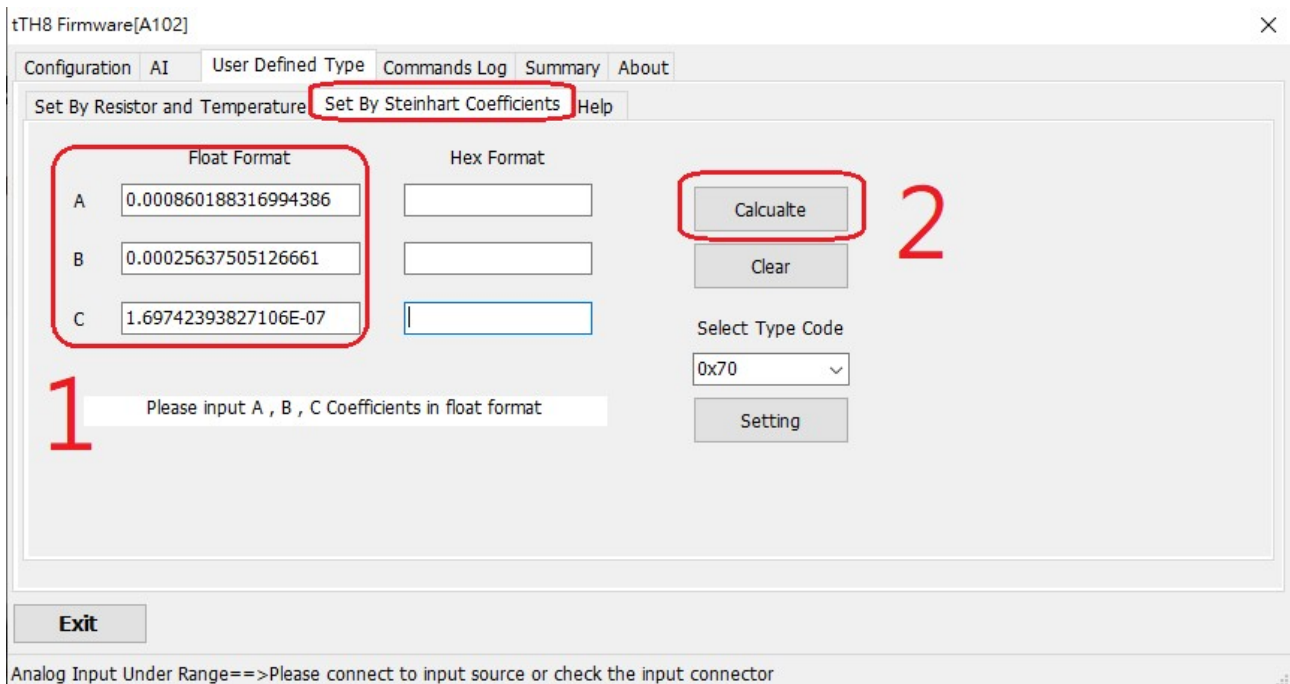 tTH8 Firmware[A102]
Configuration AI User Defined Type Commands Log Summary About
Set By Resistor and Temperature Set By Steinhart Coefficients Help
Float Format Hex Format
A 0.000860188316994386 Calcualte 2
B 0.00025637505126661 Clear
C 1.69742393827106E-07
Select Type Code
0x70
1 Please input A , B , C Coefficients in float format
Setting
Exit
Analog Input Under Range==>Please connect to input source or check the input connector